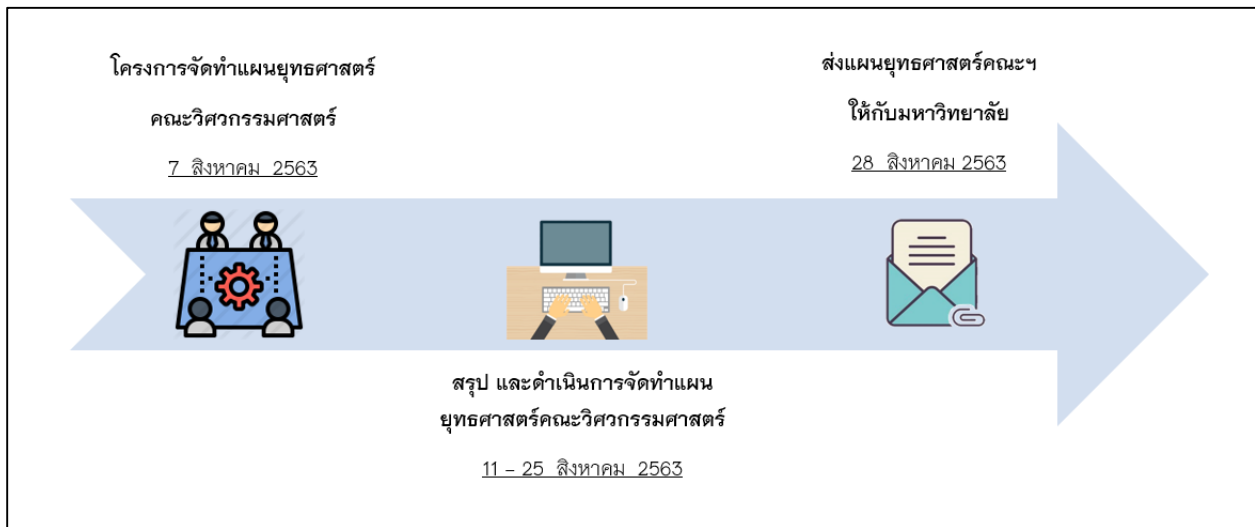 โครงการจัดทำแผนยุทธศาสตร์
คณะวิศวกรรมศาสตร์
7 สิงหาคม 2563
สรุป และดำเนินการจัดทำแผน
ยุทธศาสตร์คณะวิศวกรรมศาสตร์
11 – 25 สิงหาคม 2563
ส่งแผนยุทธศาสตร์คณะฯ
ให้กับมหาวิทยาลัย
28 สิงหาคม 2563